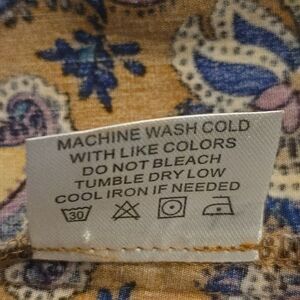 MACHINE WASH COLD
WITH LIKE COLORS
DO NOT BLEACH
TUMBLE DRY LOW
COOL IRON IF NEEDED
30